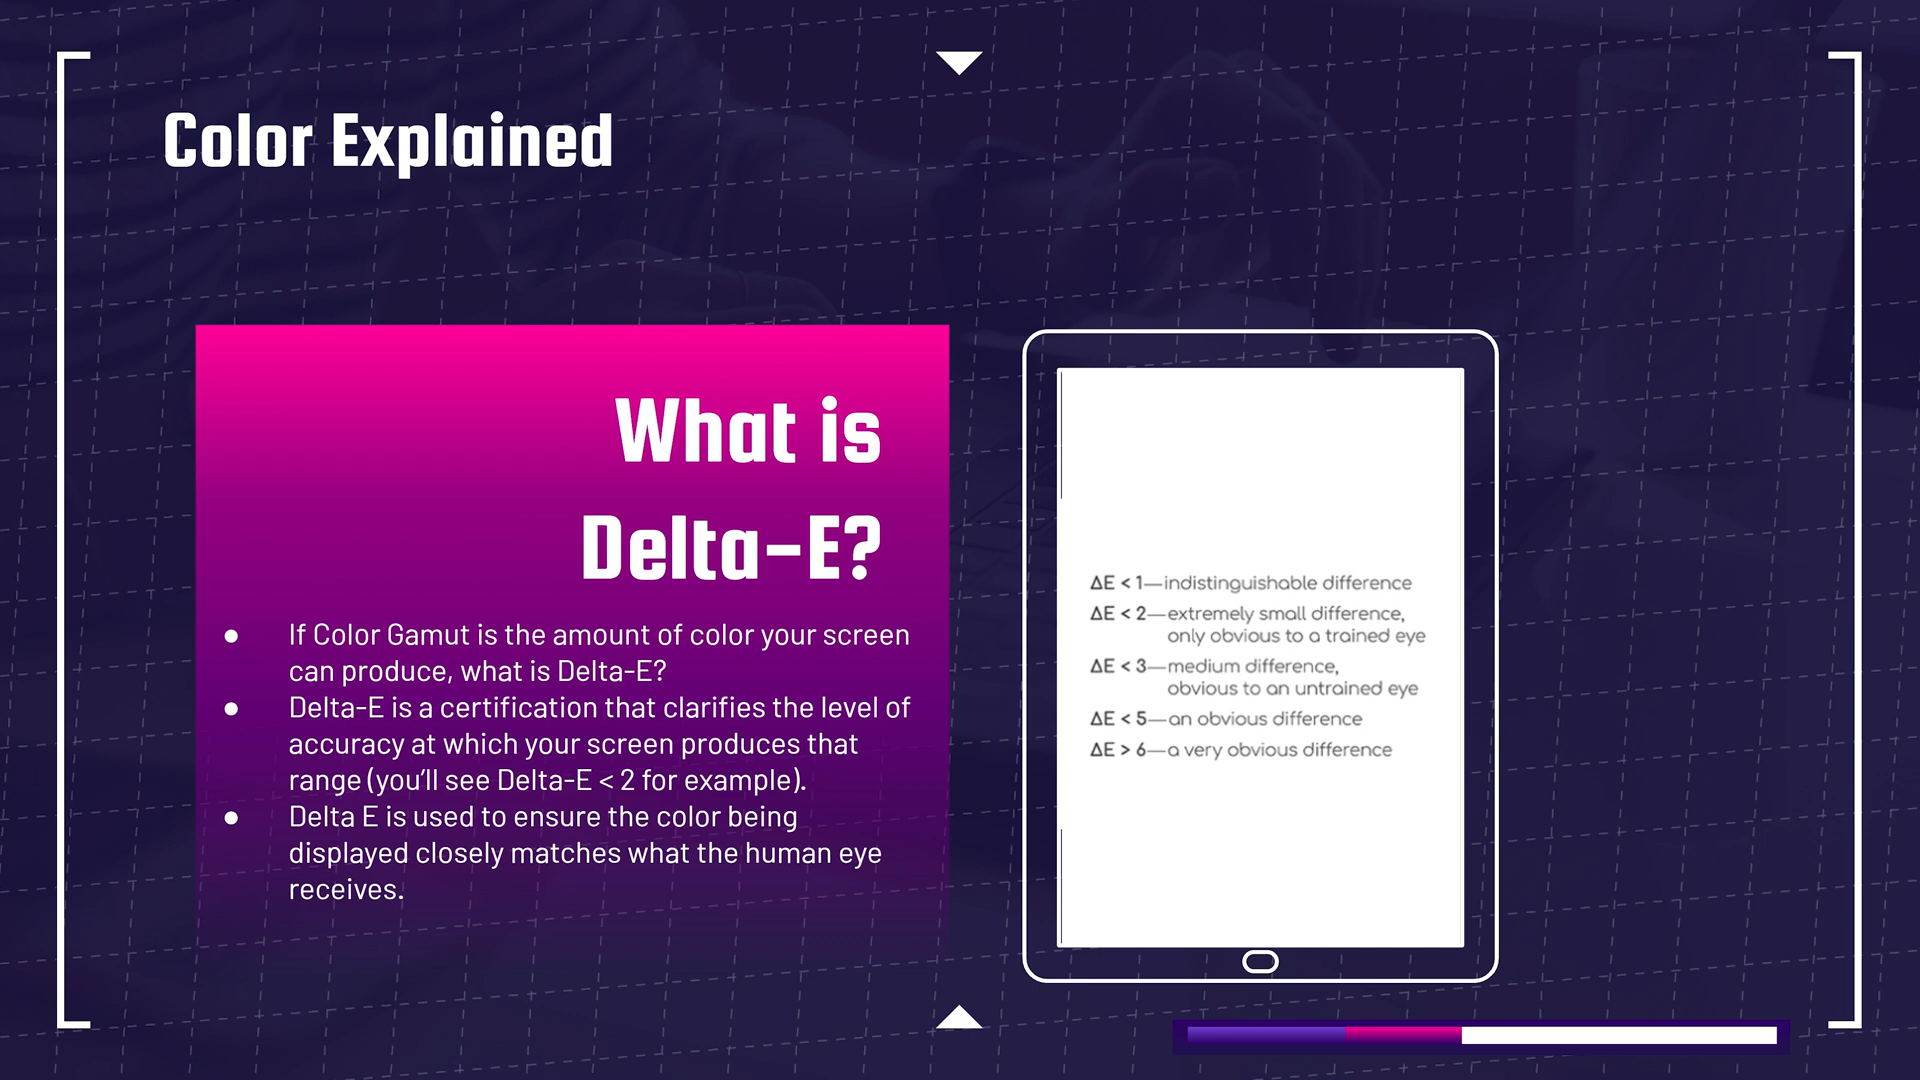 Color Explained
What is
Delta-E?
● If Color Gamut is the amount of color your screen
can produce, what is Delta-E?
● Delta-E is a certification that clarifies the level of
accuracy at which your screen produces that
range (you'll see Delta-E < 2 for example).
● Delta E is used to ensure the color being
displayed closely matches what the human eye
receives.
ΔE < 1—indistinguishable difference
ΔE < 2—extremely small difference,
only obvious to a trained eye
ΔE < 3—medium difference,
obvious to an untrained eye
ΔE < 5—an obvious difference
ΔE > 6—a very obvious difference